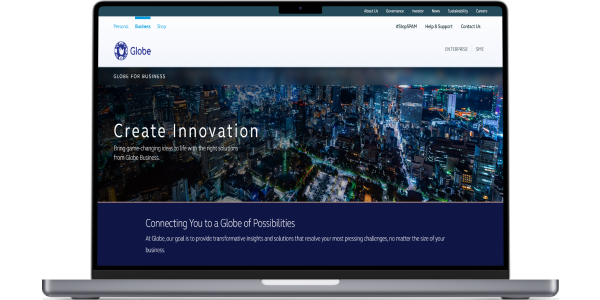 About Us Governance Investor News Sustainability Careers
Personal Business Shop #StopSPAM Help & Support Contact Us
Globe
ENTERPRISE SME
GLOBE FOR BUSINESS
Create Innovation
Bring game-changing ideas to life with the right solutions
from Globe Business.
Connecting You to a Globe of Possibilities
At Globe, our goal is to provide transformative insights and solutions that resolve your most pressing challenges, no matter the size of your
business.